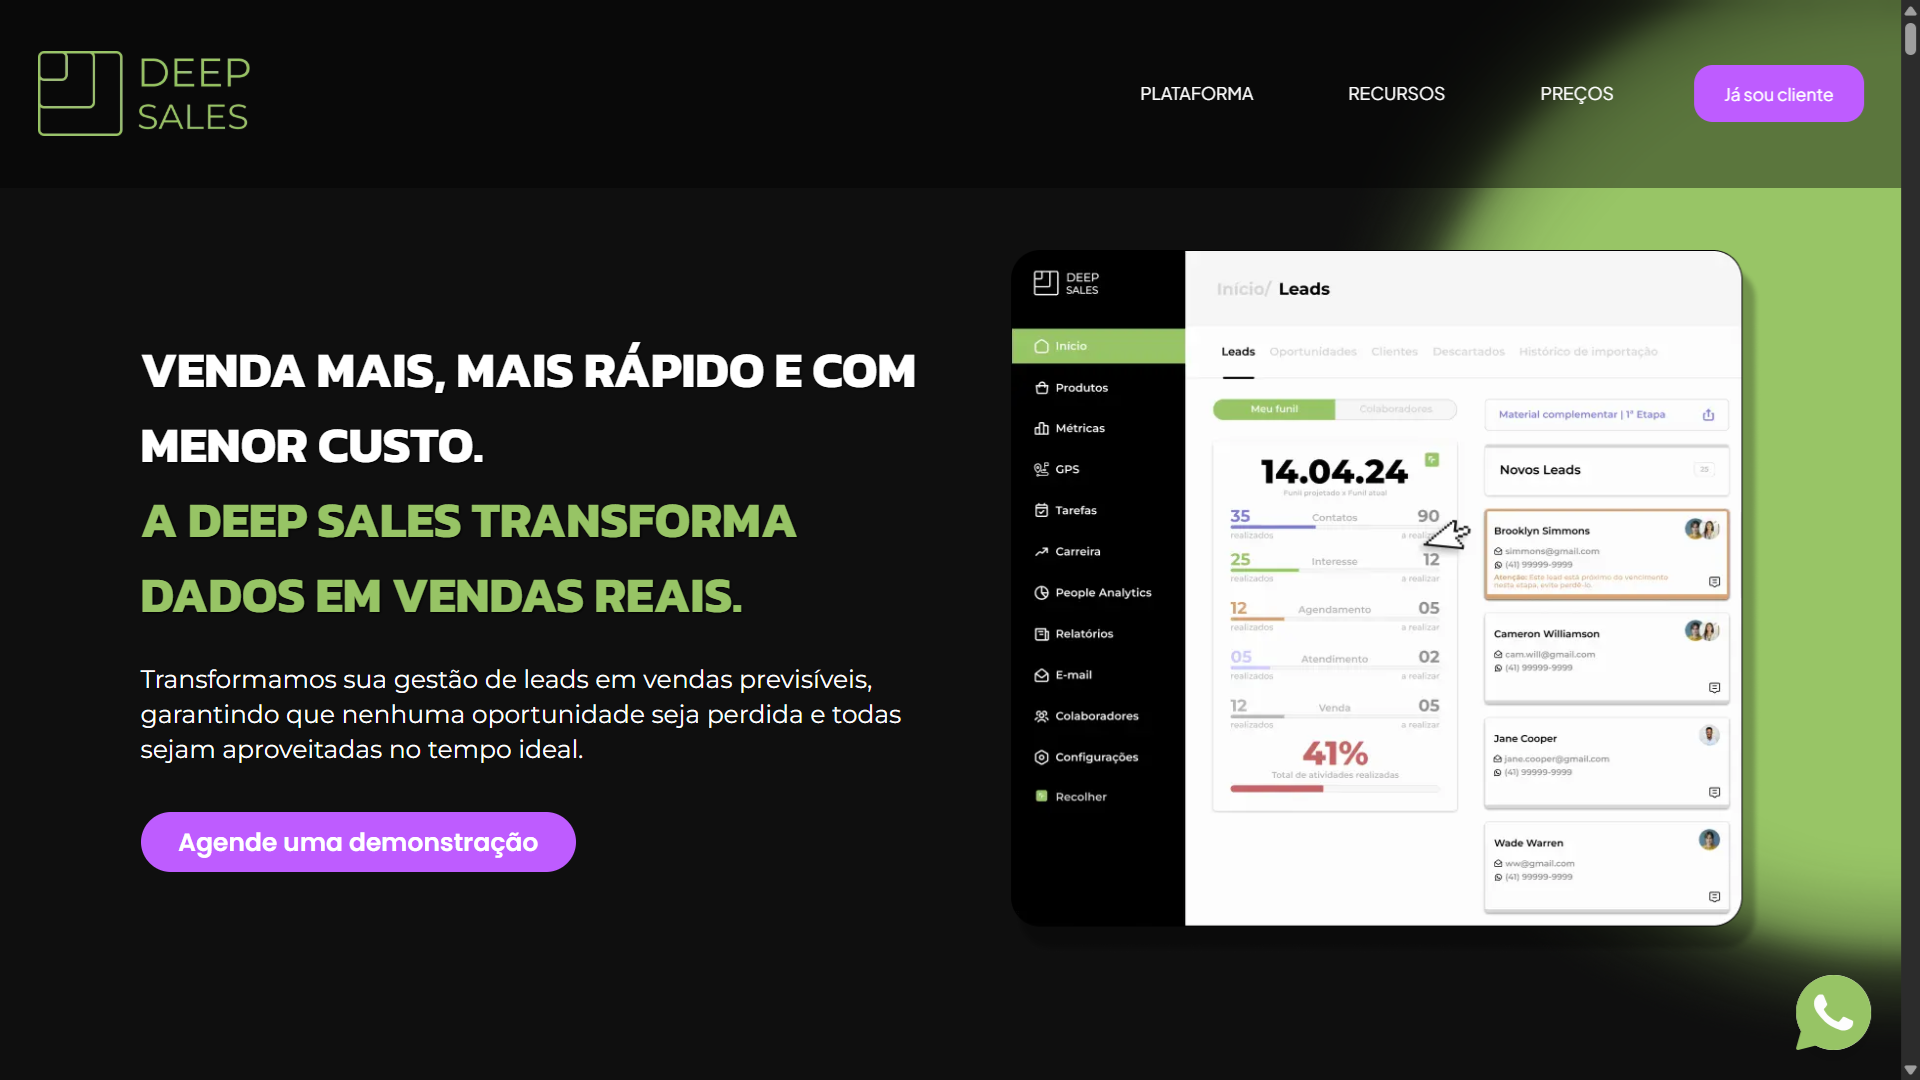 DEEP
SALES
PLATAFORMA
RECURSOS
PREÇOS
Já sou cliente
VENDA MAIS, MAIS RÁPIDO E COM
MENOR CUSTO.
A DEEP SALES TRANSFORMA
DADOS EM VENDAS REAIS.
Transformamos sua gestão de leads em vendas previsíveis,
garantindo que nenhuma oportunidade seja perdida e todas
sejam aproveitadas no tempo ideal.
Agende uma demonstração
DEEP
SALES
Início
Produtos
Métricas
GPS
Tarefas
Carreira
People Analytics
Relatórios
E-mail
Colaboradores
Configurações
Recolher
Início/ Leads
Leads Oportunidades Clientes Descartados Histórico de importação
Meu funil Colaboradores
14.04.24
Funil projetado x Funil atual
35 Contatos 90
realizados a realizar
25 Interesse 12
realizados a realizar
12 Agendamento 05
realizados a realizar
05 Atendimento 02
realizados a realizar
12 Venda 05
realizados a realizar
41%
Total de atividades realizadas
Material complementar | 1ª Etapa
Novos Leads 25
Brooklyn Simmons
simmons@gmail.com
(41) 99999-9999
Atenção: Este lead está próximo do vencimento
nesta etapa, evite perdê-lo.
Cameron Williamson
cam.will@gmail.com
(41) 99999-9999
Jane Cooper
jane.cooper@gmail.com
(41) 99999-9999
Wade Warren
ww@gmail.com
(41) 99999-9999